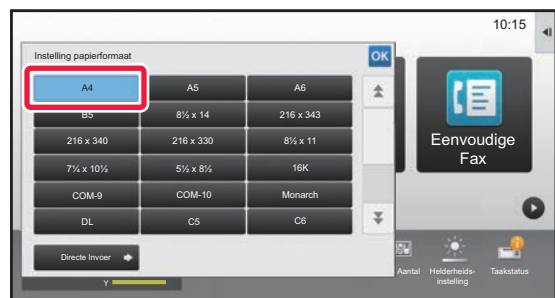 10:15
Instelling papierformaat
OK
A4 A5 A6
B5 8½ x 14 216 x 343
216 x 340 216 x 330 8½ x 11
7¼ x 10½ 5½ x 8½ 16K
COM-9 COM-10 Monarch
DL C5 C6
Directe Invoer
Y
Eenvoudige
Fax
Aantal Helderheids-
instelling Taakstatus